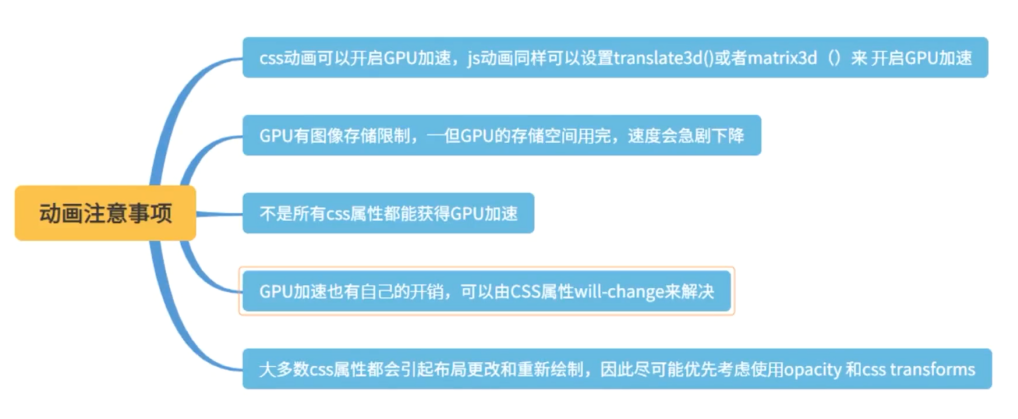 css动画可以开启GPU加速，js动画同样可以设置translate3d()或者matrix3d（）来 开启GPU加速
GPU有图像存储限制，一但GPU的存储空间用完，速度会急剧下降
动画注意事项
不是所有css属性都能获得GPU加速
GPU加速也有自己的开销，可以由CSS属性will-change来解决
大多数css属性都会引起布局更改和重新绘制，因此尽可能优先考虑使用opacity 和css transforms